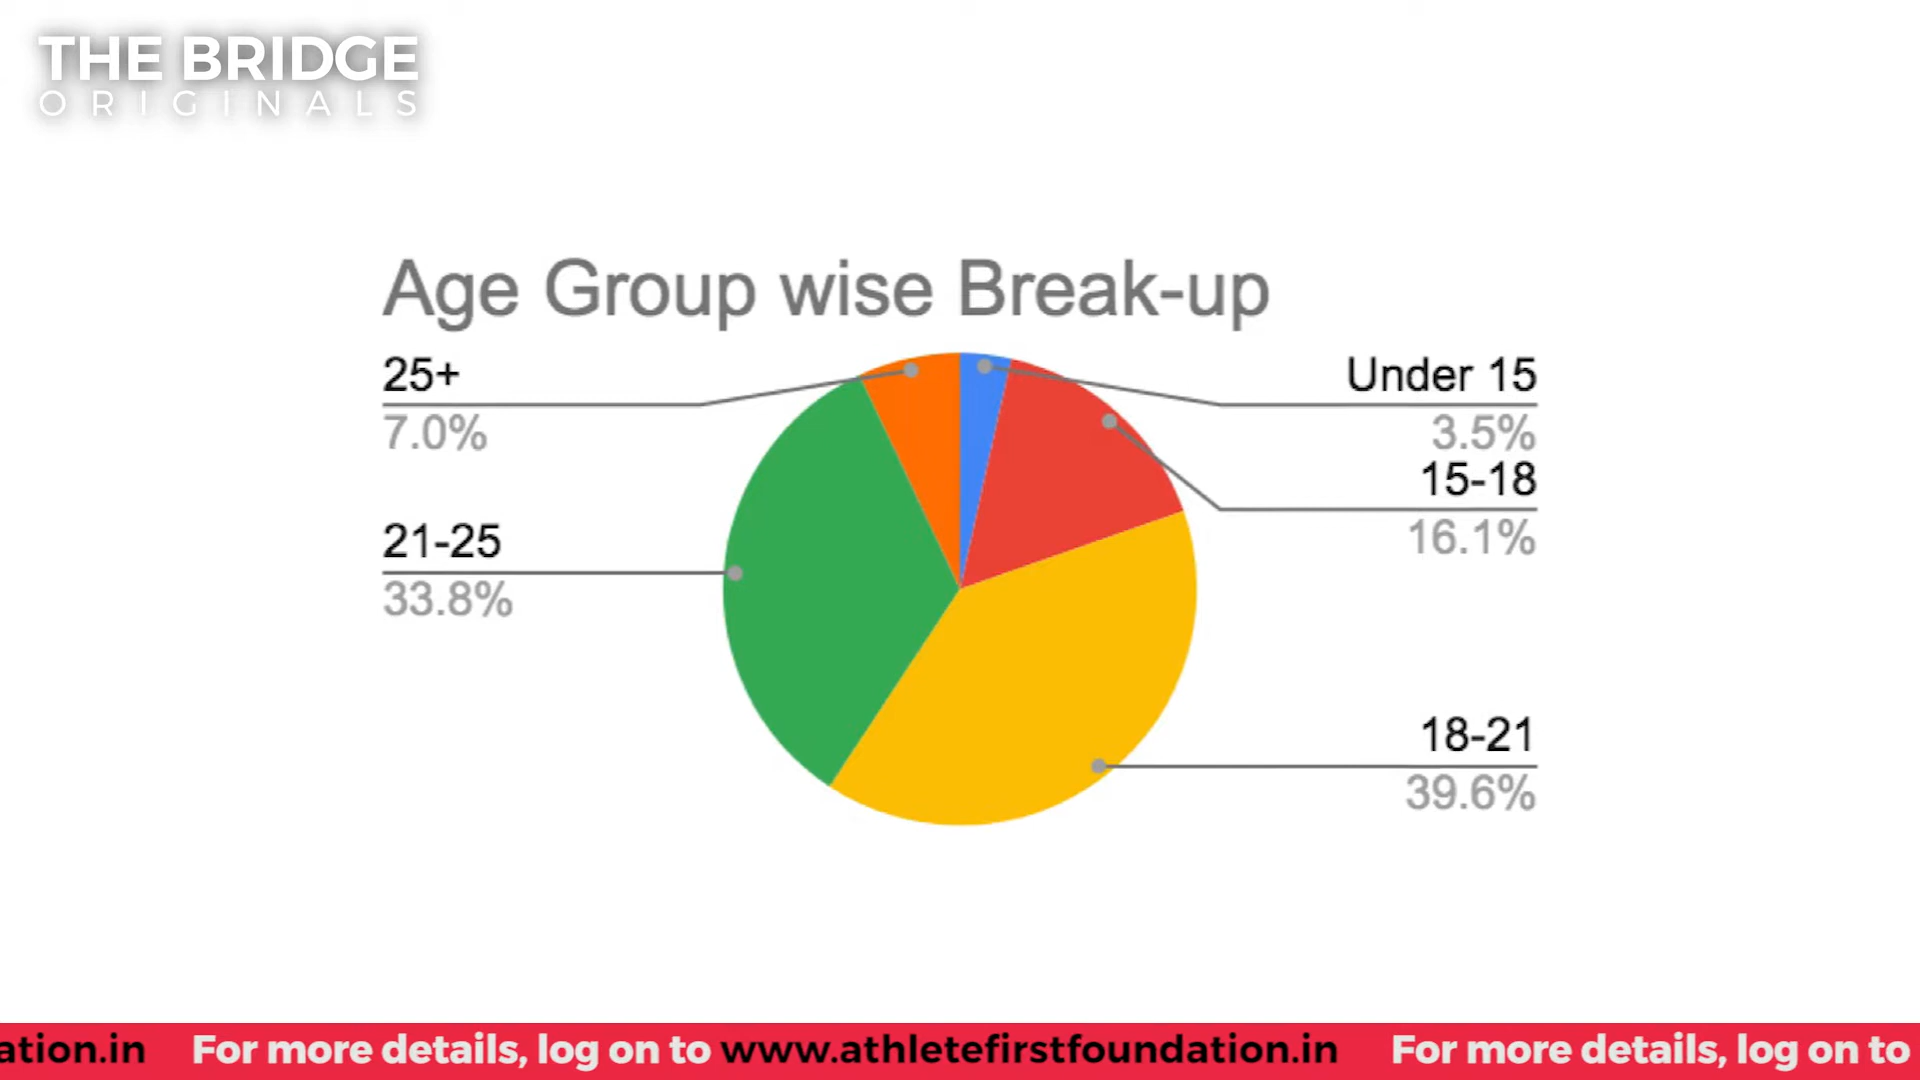 THE BRIDGE
ORIGINALS
Age Group wise Break-up
25+
7.0%
21-25
33.8%
Under 15
3.5%
15-18
16.1%
18-21
39.6%
ation.in For more details, log on to www.athletefirstfoundation.in For more details, log on to